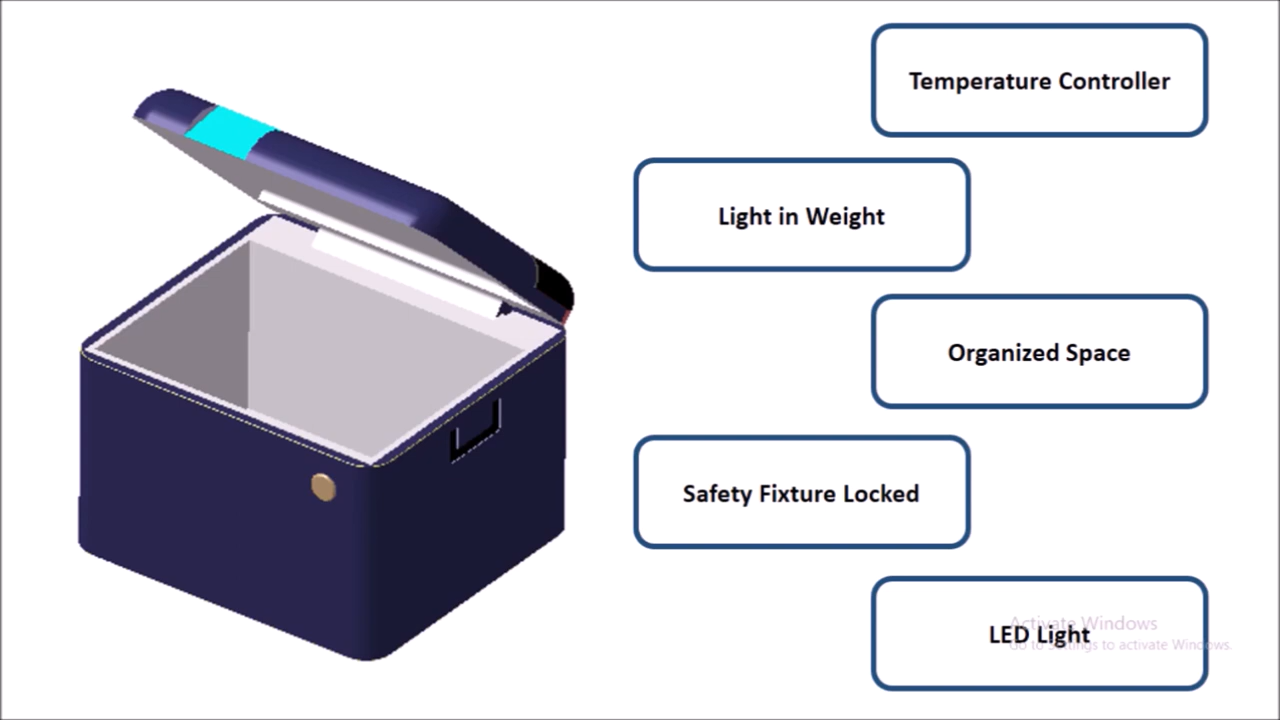 Temperature Controller
Light in Weight
Organized Space
Safety Fixture Locked
LED Light
Activate Windows
Go to Settings to activate Windows.